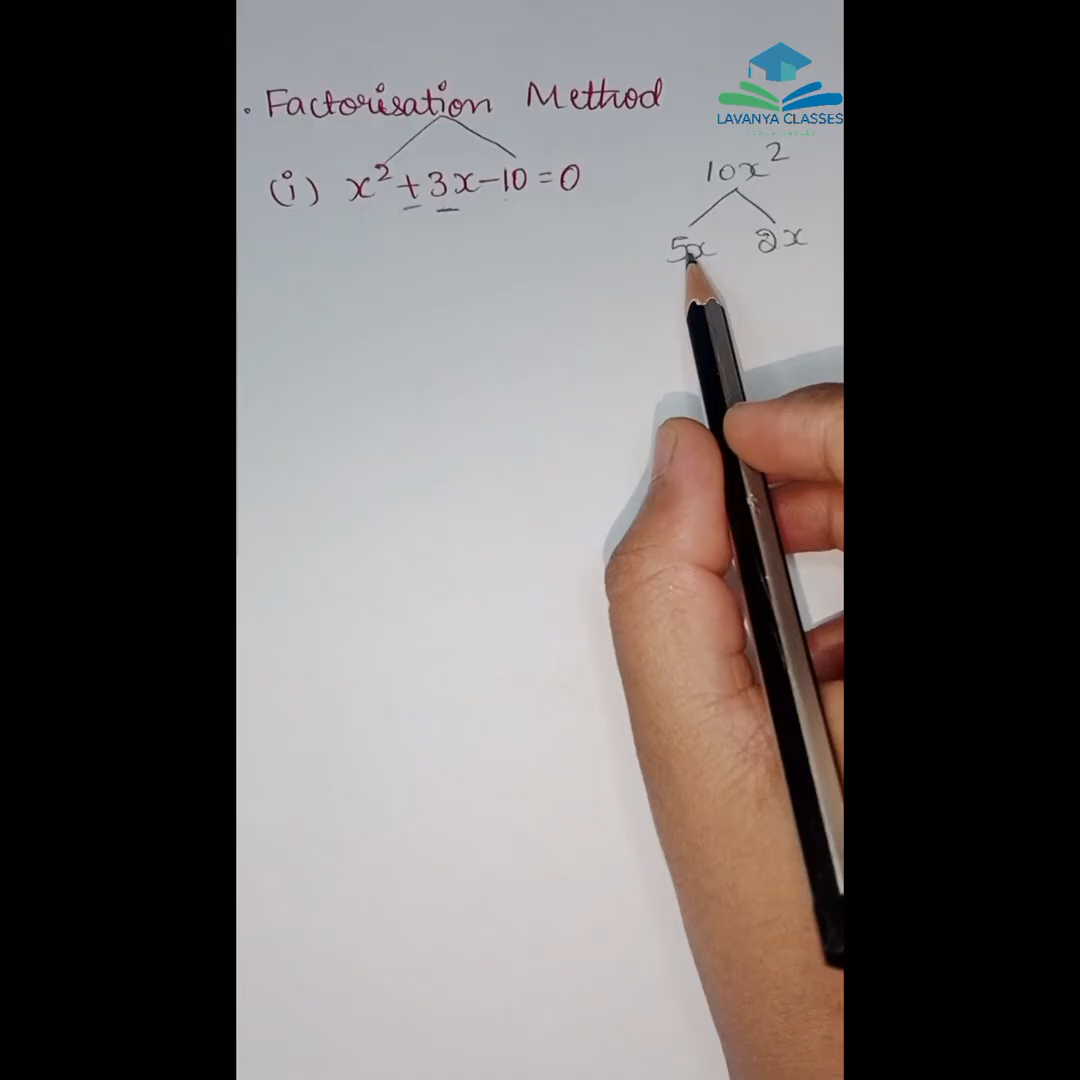 . Factorisation Method
LAVANYA CLASSES
(i) x² + 3x - 10 = 0
10x²
5x 2x